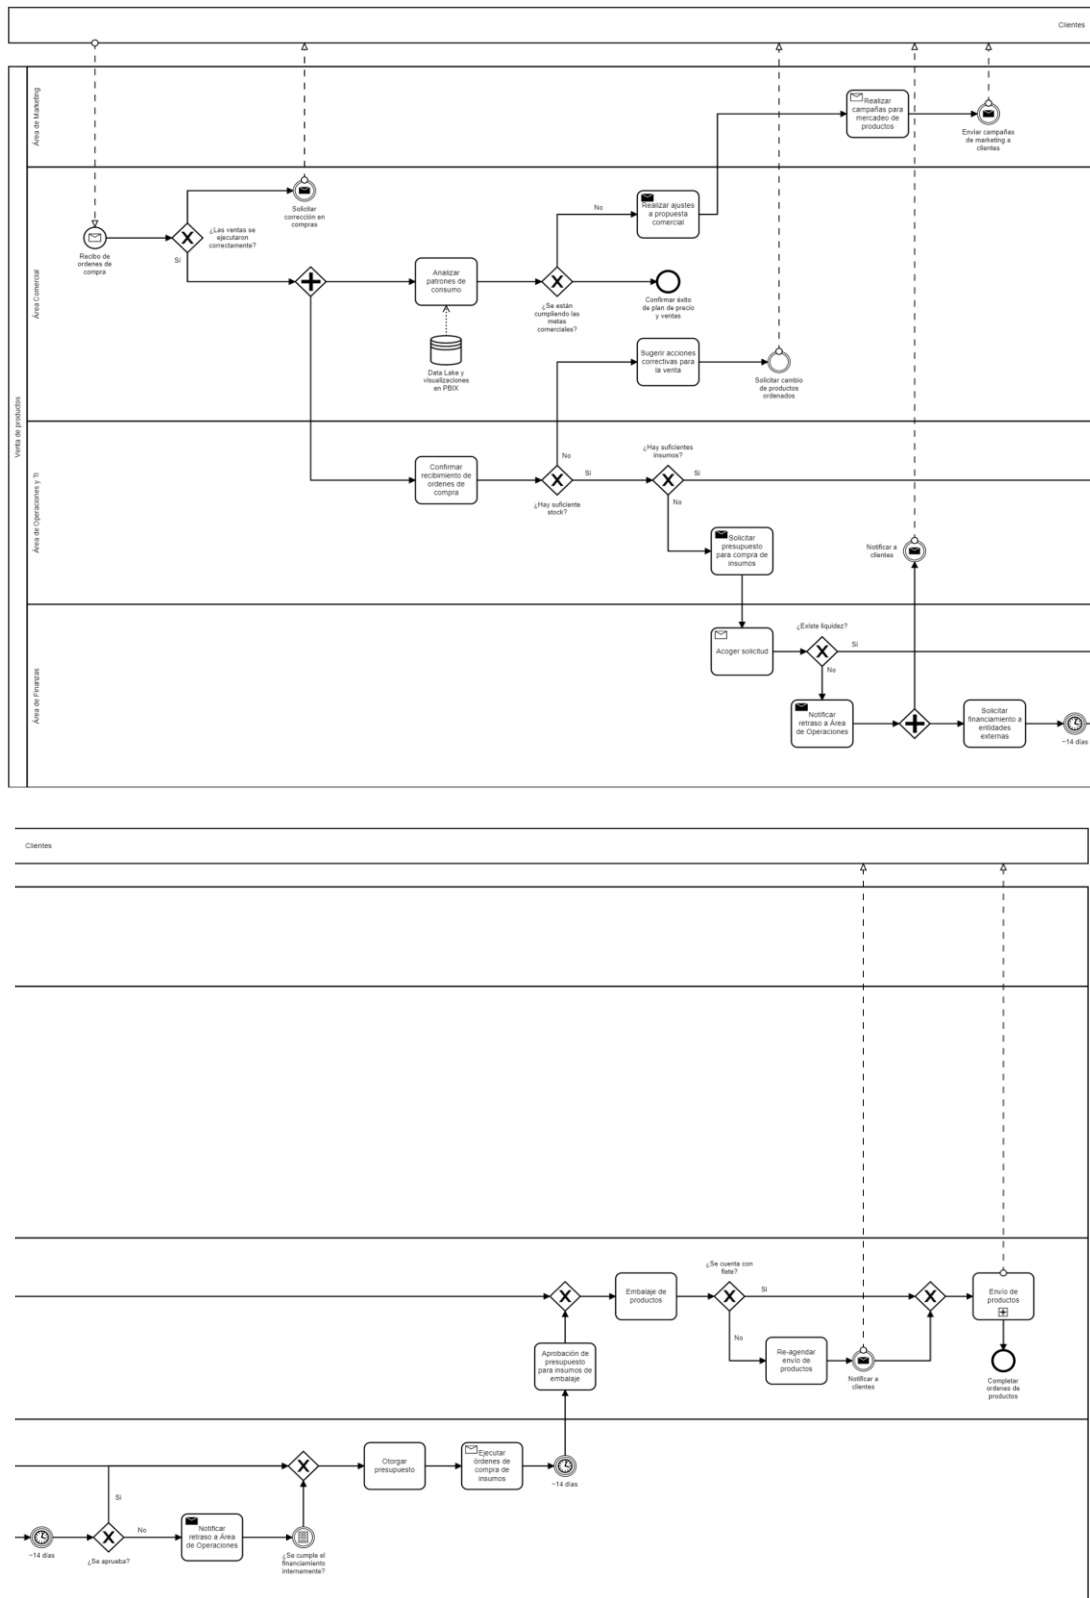 Clientes
Venta de productos
Área de Marketing
Realizar
campañas para
mercadeo de
productos
Enviar campañas
de marketing a
clientes
Área Comercial
Recibo de
ordenes de
compra
¿Las ventas se
ejecutaron
correctamente?
Sí
Solicitar
corrección en
compras
Analizar
patrones de
consumo
Data Lake y
visualizaciones
en PBIX
¿Se están
cumpliendo las
metas
comerciales?
No
Realizar ajustes
a propuesta
comercial
Confirmar éxito
de plan de precio
y ventas
Sugerir acciones
correctivas para
la venta
Solicitar cambio
de productos
ordenados
Área de Operaciones y TI
Confirmar
recibimiento de
ordenes de
compra
No
¿Hay suficiente
stock?
Sí
¿Hay suficientes
insumos?
Sí
No
Solicitar
presupuesto
para compra de
insumos
Notificar a
clientes
Área de Finanzas
Acoger solicitud
¿Existe liquidez?
Sí
No
Notificar
retraso a Área
de Operaciones
Solicitar
financiamiento a
entidades
externas
~14 días
Clientes
¿Se cuenta con
flete?
Sí
No
Embalaje de
productos
Aprobación de
presupuesto
para insumos de
embalaje
Re-agendar
envío de
productos
Notificar a
clientes
Envío de
productos
Completar
ordenes de
productos
Otorgar
presupuesto
Ejecutar
órdenes de
compra de
insumos
~14 días
Sí
No
~14 días
¿Se aprueba?
Notificar
retraso a Área
de Operaciones
¿Se cumple el
financiamiento
internamente?